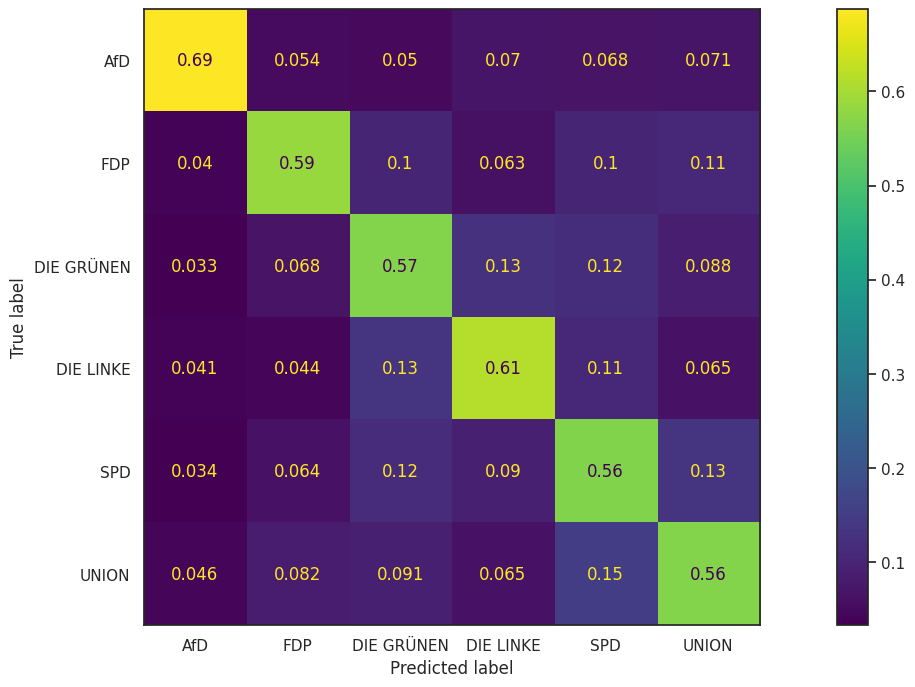 AfD 0.69 0.054 0.05 0.07 0.068 0.071
FDP 0.04 0.59 0.1 0.063 0.1 0.11
DIE GRÜNEN 0.033 0.068 0.57 0.13 0.12 0.088
DIE LINKE 0.041 0.044 0.13 0.61 0.11 0.065
SPD 0.034 0.064 0.12 0.09 0.56 0.13
UNION 0.046 0.082 0.091 0.065 0.15 0.56
AfD FDP DIE GRÜNEN DIE LINKE SPD UNION
Predicted label
True label
0.6
0.5
0.4
0.3
0.2
0.1